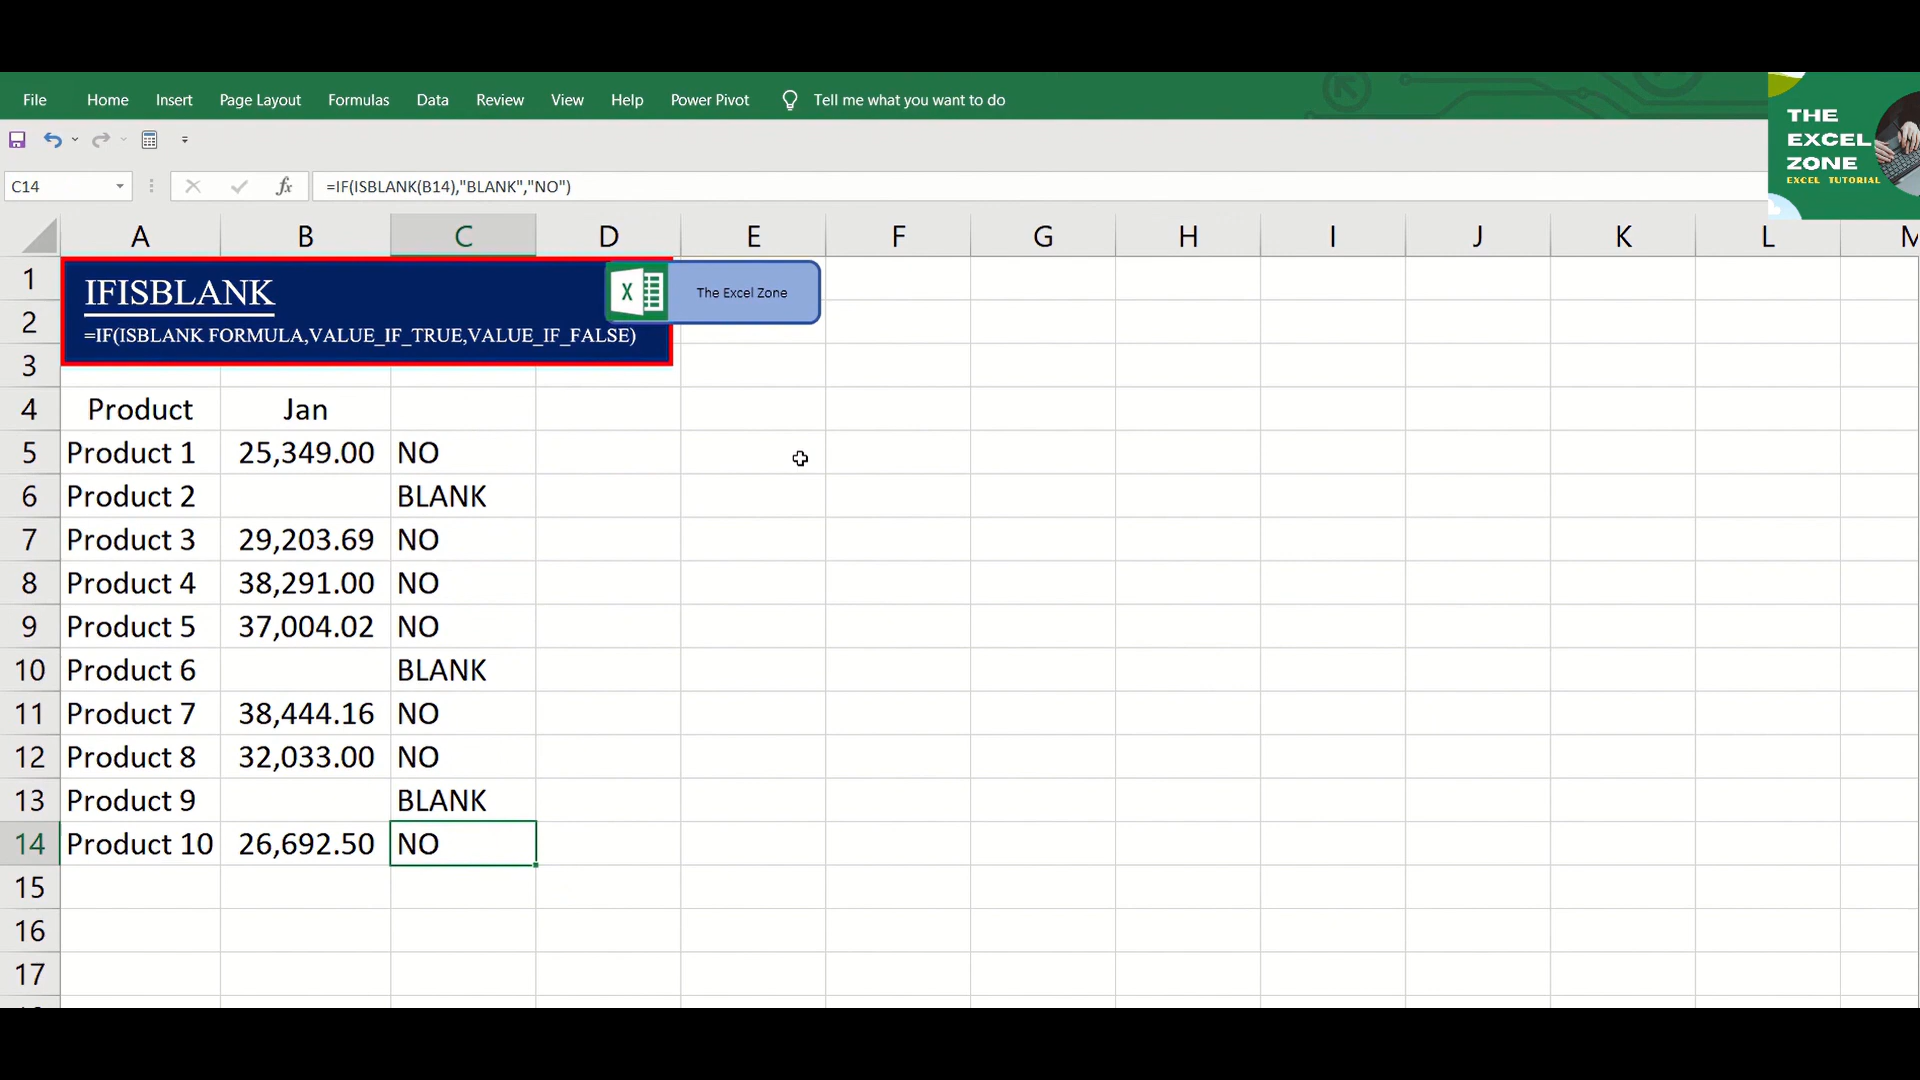 File Home Insert Page Layout Formulas Data Review View Help Power Pivot Tell me what you want to do
THE
EXCEL
ZONE
EXCEL TUTORIAL
C14 fx =IF(ISBLANK(B14),"BLANK","NO")
A B C D E F G H I J K L M
1 IFISBLANK X The Excel Zone
2 =IF(ISBLANK FORMULA,VALUE_IF_TRUE,VALUE_IF_FALSE)
3
4 Product Jan
5 Product 1 25,349.00 NO
6 Product 2 BLANK
7 Product 3 29,203.69 NO
8 Product 4 38,291.00 NO
9 Product 5 37,004.02 NO
10 Product 6 BLANK
11 Product 7 38,444.16 NO
12 Product 8 32,033.00 NO
13 Product 9 BLANK
14 Product 10 26,692.50 NO
15
16
17